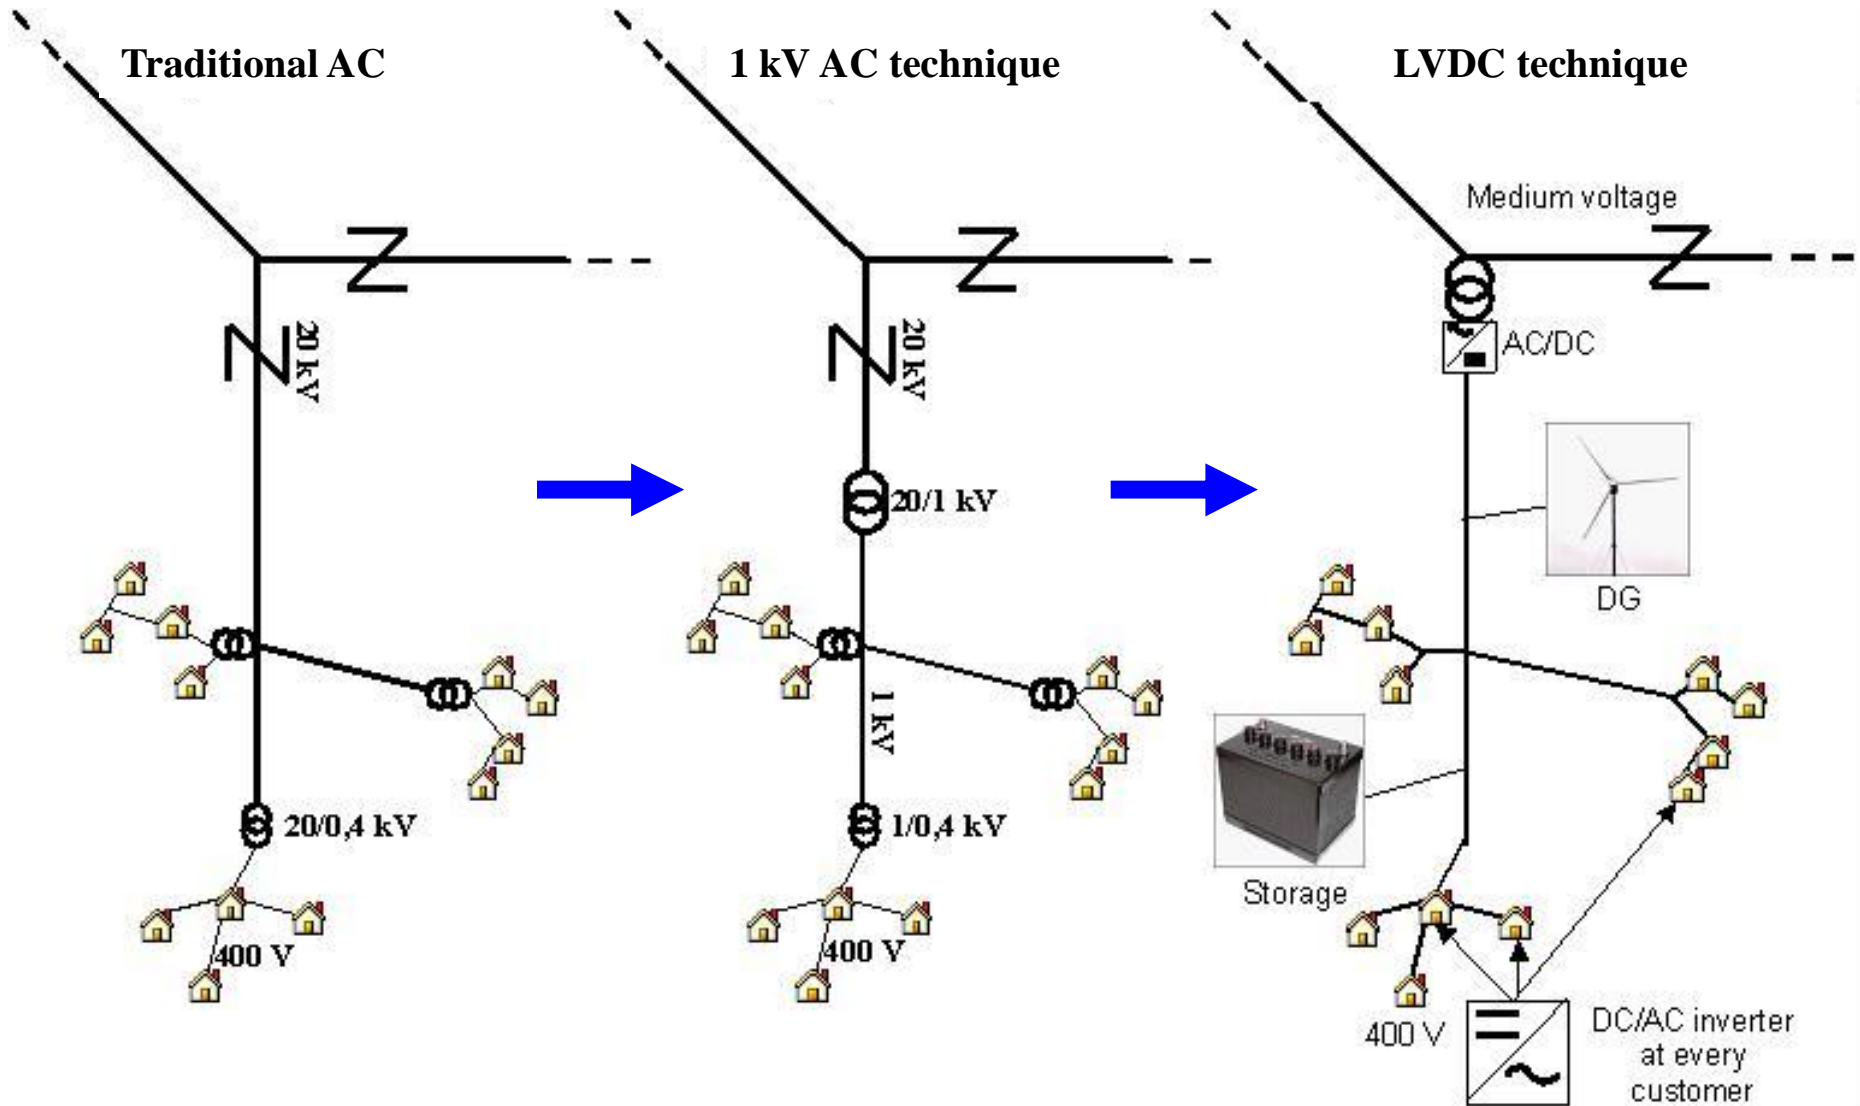 Traditional AC
1 kV AC technique
LVDC technique
Medium voltage
20 kV
20 kV
AC/DC
20/1 kV
DG
1 kV
20/0,4 kV
1/0,4 kV
Storage
400 V
400 V
400 V
DC/AC inverter
at every
customer